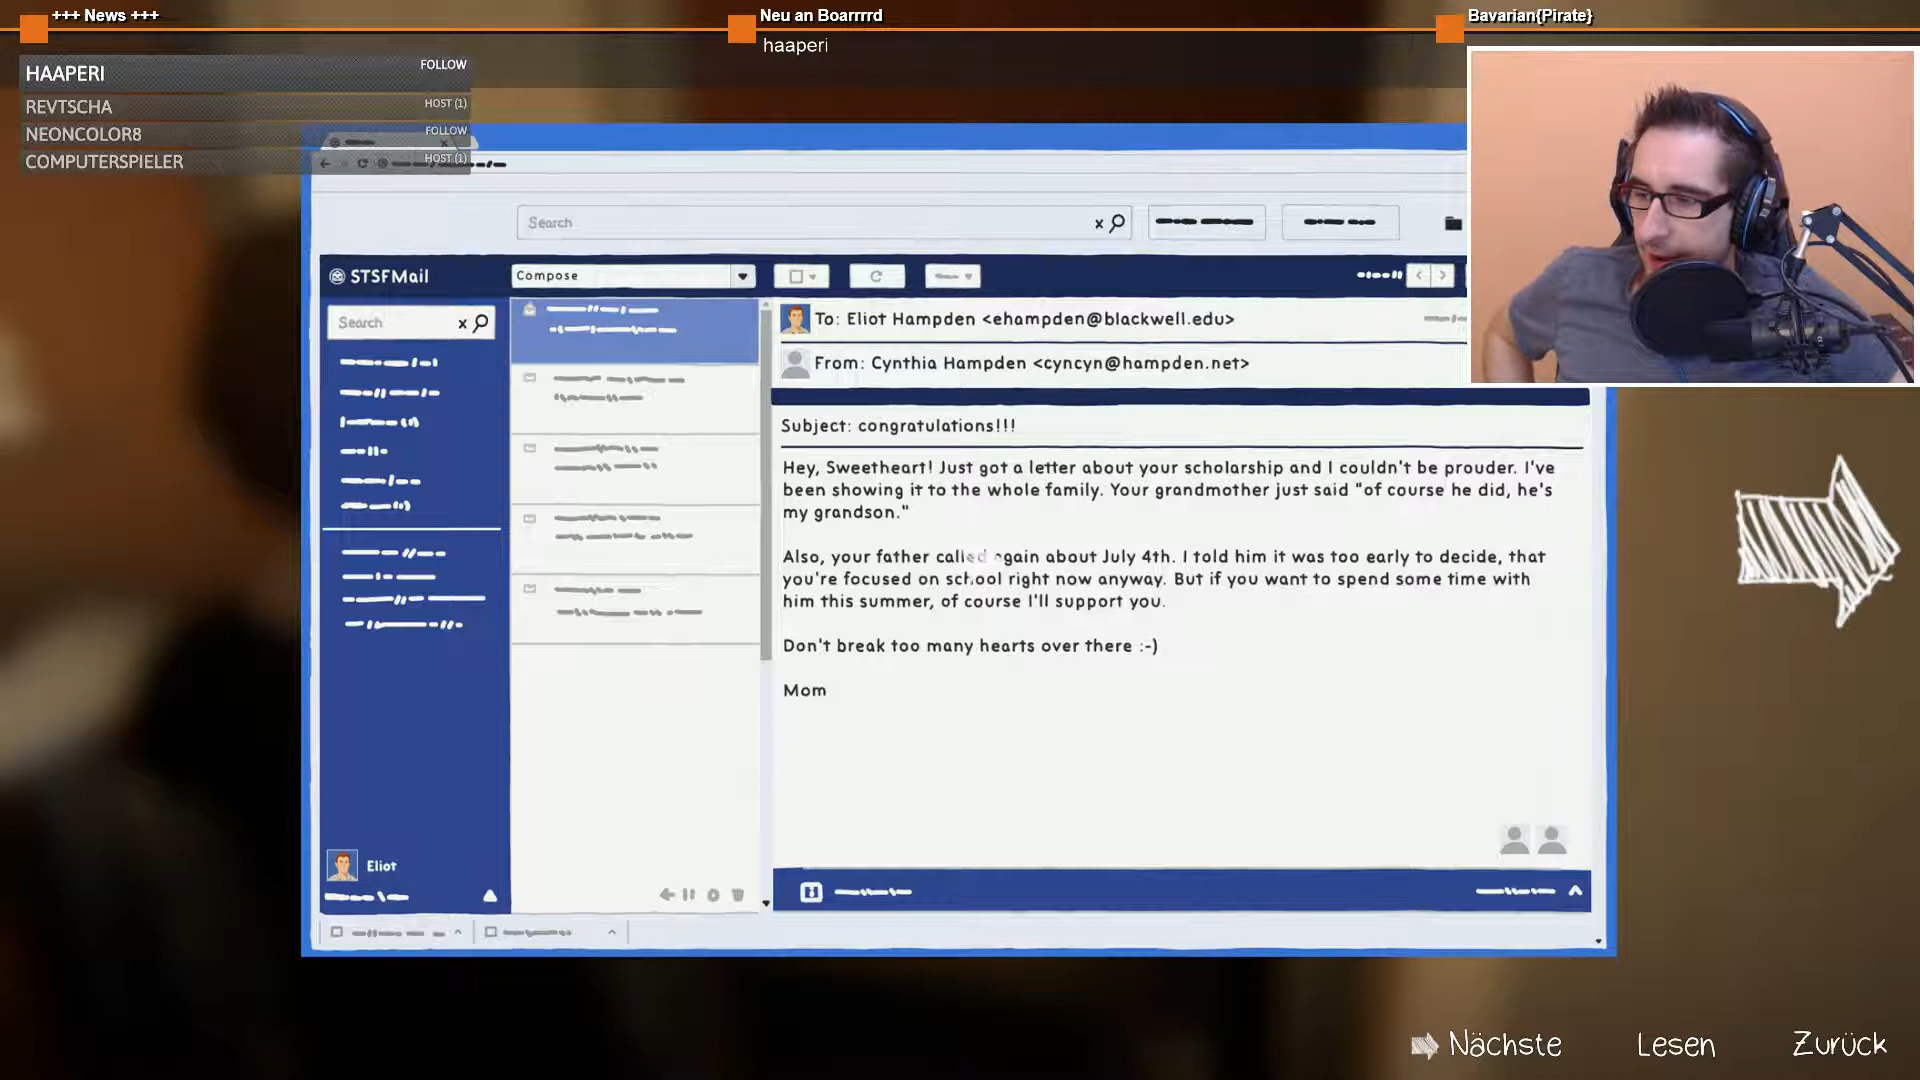 +++ News +++
Neu an Boarrrrd
Bavarian{Pirate}
haaperi
HAAPERI FOLLOW
REVTSCHA HOST (1)
NEONCOLOR8 FOLLOW
COMPUTERSPIELER HOST (1)
Search x
STSFMail
Compose
Search x
To: Eliot Hampden <ehampden@blackwell.edu>
From: Cynthia Hampden <cyncyn@hampden.net>
Subject: congratulations!!!
Hey, Sweetheart! Just got a letter about your scholarship and I couldn't be prouder. I've
been showing it to the whole family. Your grandmother just said "of course he did, he's
my grandson."
Also, your father called again about July 4th. I told him it was too early to decide, that
you're focused on school right now anyway. But if you want to spend some time with
him this summer, of course I'll support you.
Don't break too many hearts over there :-)
Mom
Eliot
Nächste
Lesen
Zurück